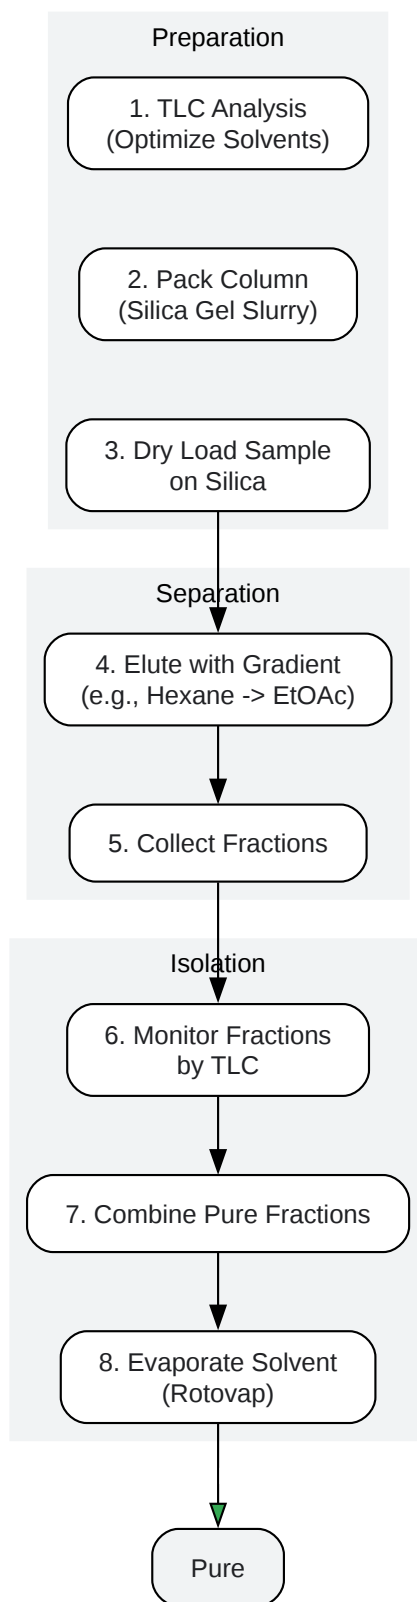 Preparation
1. TLC Analysis
(Optimize Solvents)
2. Pack Column
(Silica Gel Slurry)
3. Dry Load Sample
on Silica
Separation
4. Elute with Gradient
(e.g., Hexane -> EtOAc)
5. Collect Fractions
Isolation
6. Monitor Fractions
by TLC
7. Combine Pure Fractions
8. Evaporate Solvent
(Rotovap)
Pure